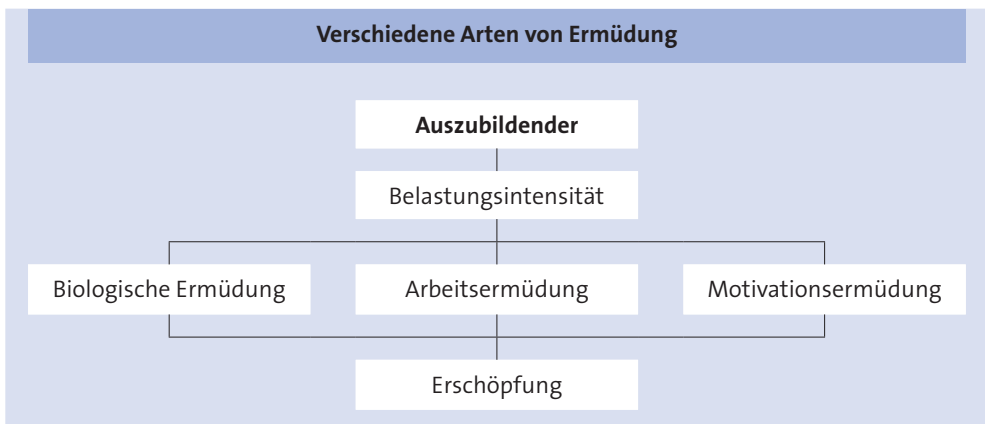 Verschiedene Arten von Ermüdung
Auszubildender
Belastungsintensität
Biologische Ermüdung
Arbeitsermüdung
Motivationsermüdung
Erschöpfung